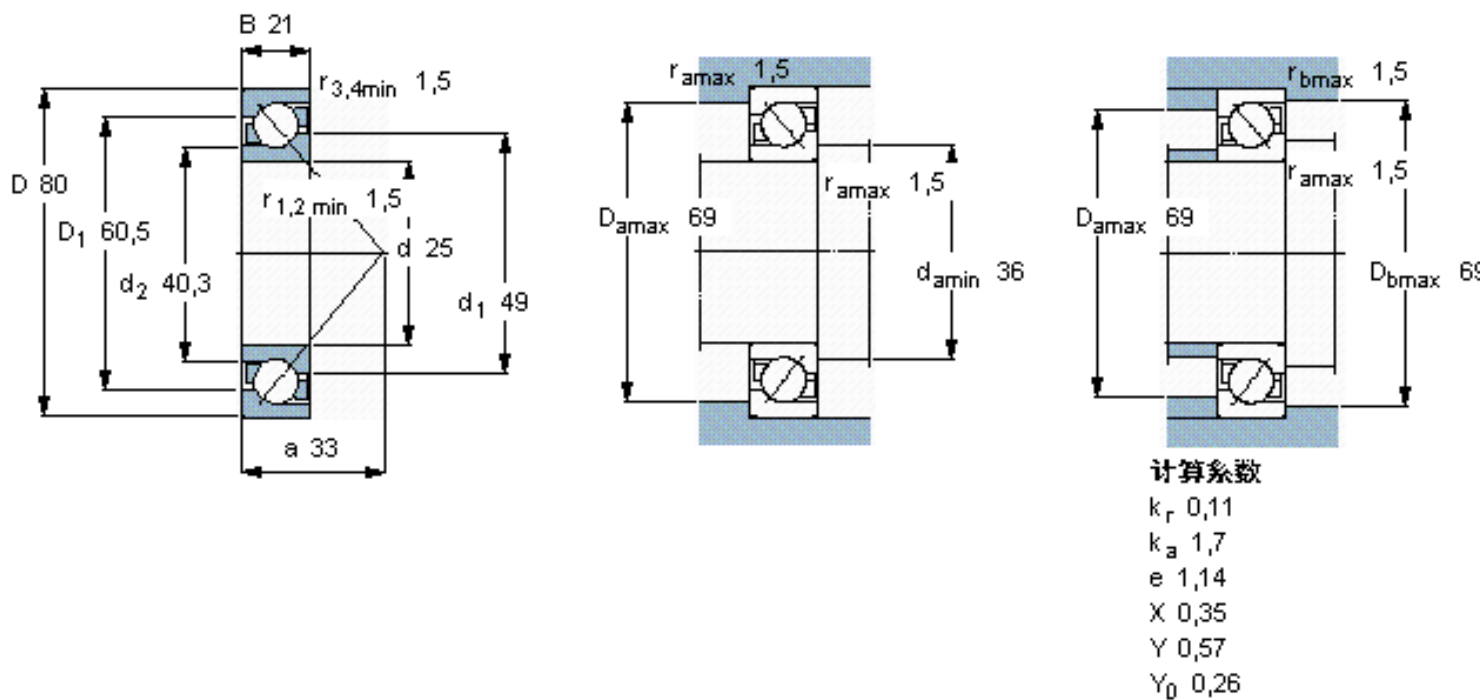 B 21
r3,4min 1,5
D 80
D1 60,5
d2 40,3
r1,2 min 1,5
d 25
d1 49
a 33
ramax 1,5
Damax 69
ramax 1,5
damin 36
rbmax 1,5
ramax 1,5
Damax 69
Dbmax 69
计算系数
kr 0,11
ka 1,7
e 1,14
X 0,35
Y 0,57
Y0 0,26